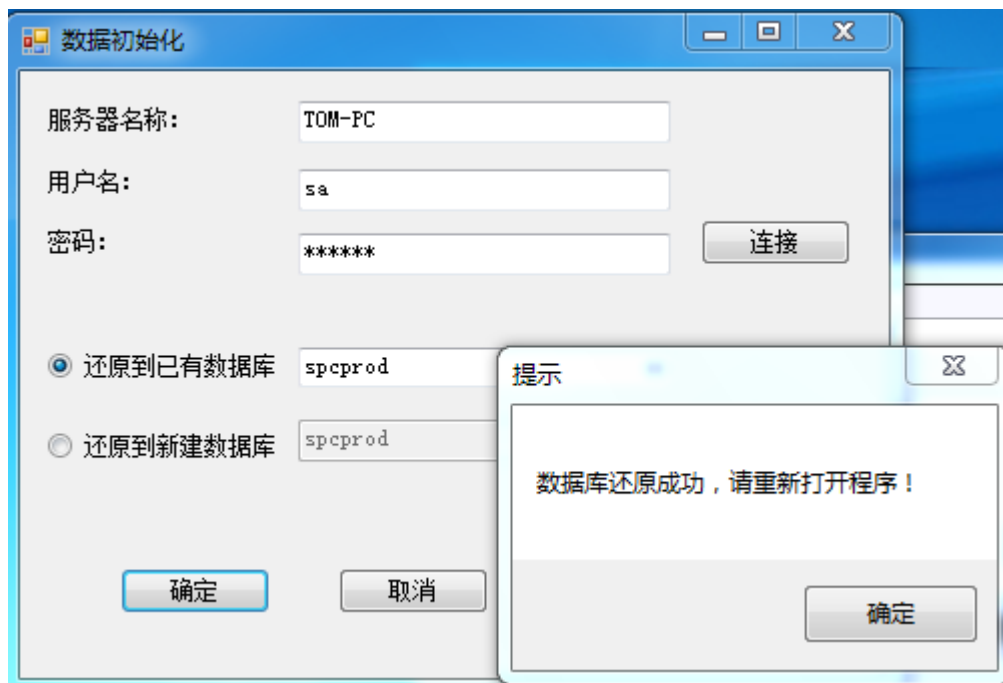 数据初始化
服务器名称:
TOM-PC
用户名:
sa
密码:
******
连接
还原到已有数据库
spcprod
提示
还原到新建数据库
spcprod
数据库还原成功，请重新打开程序！
确定
取消
确定